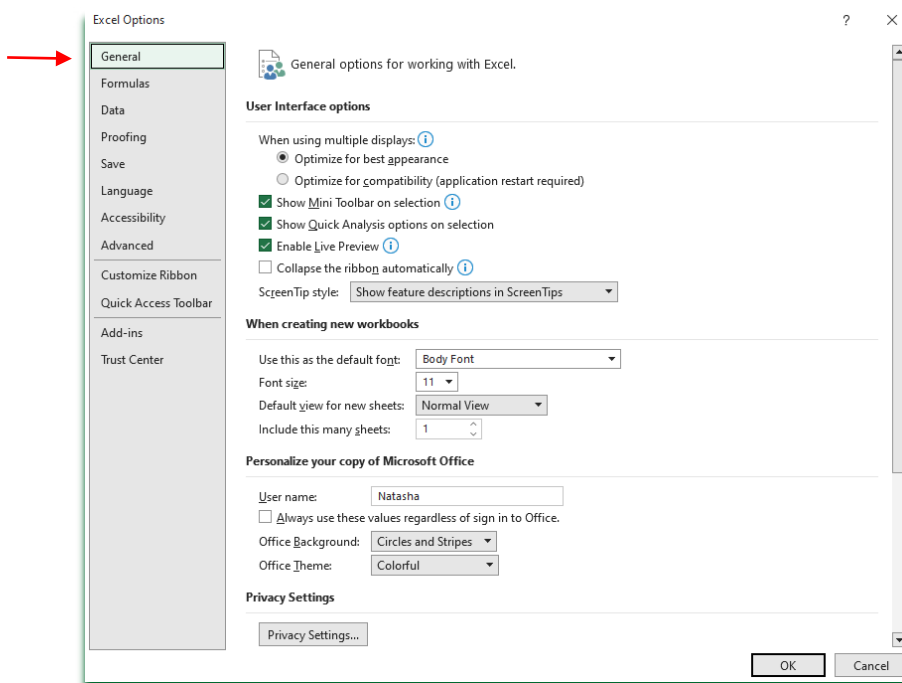 Excel Options
?
General
Formulas
Data
Proofing
Save
Language
Accessibility
Advanced
Customize Ribbon
Quick Access Toolbar
Add-ins
Trust Center
General options for working with Excel.
User Interface options
When using multiple displays:
Optimize for best appearance
Optimize for compatibility (application restart required)
Show Mini Toolbar on selection
Show Quick Analysis options on selection
Enable Live Preview
Collapse the ribbon automatically
ScreenTip style: Show feature descriptions in ScreenTips
When creating new workbooks
Use this as the default font: Body Font
Font size: 11
Default view for new sheets: Normal View
Include this many sheets: 1
Personalize your copy of Microsoft Office
User name: Natasha
Always use these values regardless of sign in to Office.
Office Background: Circles and Stripes
Office Theme: Colorful
Privacy Settings
Privacy Settings...
OK Cancel